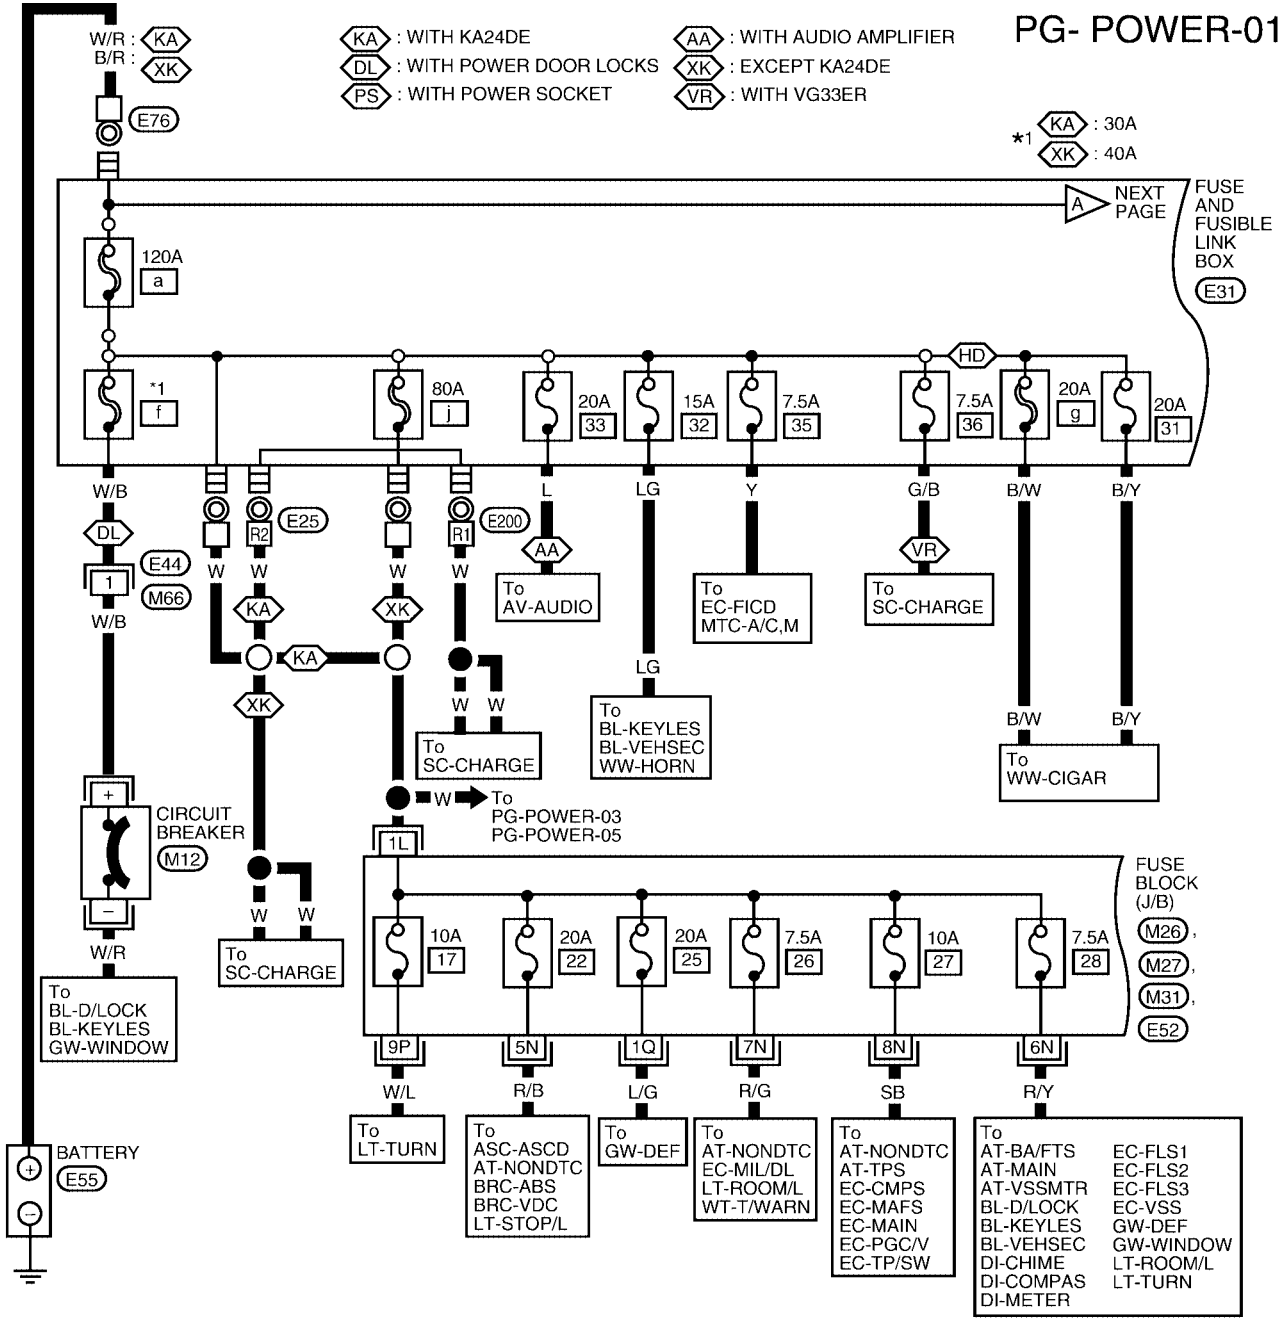 PG- POWER-01
W/R : KA
B/R : XK
KA : WITH KA24DE
DL : WITH POWER DOOR LOCKS
PS : WITH POWER SOCKET
AA : WITH AUDIO AMPLIFIER
XK : EXCEPT KA24DE
VR : WITH VG33ER
E76
*1 KA : 30A
XK : 40A
A
NEXT
PAGE
FUSE
AND
FUSIBLE
LINK
BOX
E31
120A
a
HD
*1
f
80A
j
20A
33
15A
32
7.5A
35
7.5A
36
20A
g
20A
31
W/B
DL
E44
1
M66
W/B
R2
E25
R1
E200
W
W
W
W
KA
XK
KA
XK
L
AA
To
AV-AUDIO
LG
LG
To
BL-KEYLES
BL-VEHSEC
WW-HORN
Y
To
EC-FICD
MTC-A/C,M
G/B
VR
To
SC-CHARGE
B/W
B/Y
B/W
B/Y
To
WW-CIGAR
W
W
To
SC-CHARGE
W
To
PG-POWER-03
PG-POWER-05
+
CIRCUIT
BREAKER
M12
–
W/R
To
BL-D/LOCK
BL-KEYLES
GW-WINDOW
W
W
To
SC-CHARGE
1L
FUSE
BLOCK
(J/B)
M26 ,
M27 ,
M31 ,
E52
10A
17
20A
22
20A
25
7.5A
26
10A
27
7.5A
28
9P
5N
1Q
7N
8N
6N
W/L
R/B
L/G
R/G
SB
R/Y
To
LT-TURN
To
ASC-ASCD
AT-NONDTC
BRC-ABS
BRC-VDC
LT-STOP/L
To
GW-DEF
To
AT-NONDTC
EC-MIL/DL
LT-ROOM/L
WT-T/WARN
To
AT-NONDTC
AT-TPS
EC-CMPS
EC-MAFS
EC-MAIN
EC-PGC/V
EC-TP/SW
To
AT-BA/FTS
AT-MAIN
AT-VSSMTR
BL-D/LOCK
BL-KEYLES
BL-VEHSEC
DI-CHIME
DI-COMPAS
DI-METER
EC-FLS1
EC-FLS2
EC-FLS3
EC-VSS
GW-DEF
GW-WINDOW
LT-ROOM/L
LT-TURN
BATTERY
E55
+
–